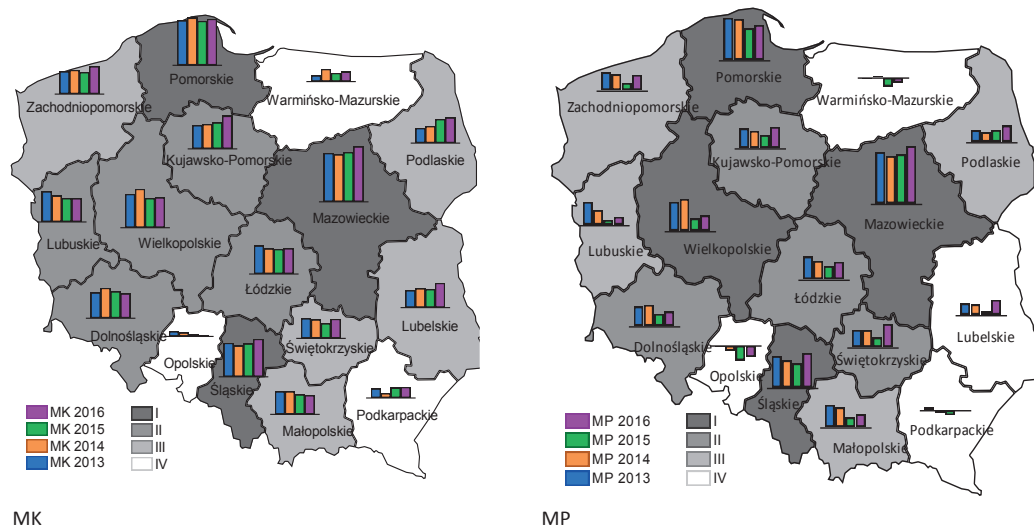 Pomorskie
Zachodniopomorskie
Warmińsko-Mazurskie
Kujawsko-Pomorskie
Podlaskie
Mazowieckie
Lubuskie
Wielkopolskie
Łódzkie
Dolnośląskie
Lubelskie
Opolskie
Świętokrzyskie
Śląskie
Małopolskie
Podkarpackie
MK 2016
MK 2015
MK 2014
MK 2013
I
II
III
IV
MK
Pomorskie
Zachodniopomorskie
Warmińsko-Mazurskie
Kujawsko-Pomorskie
Podlaskie
Mazowieckie
Lubuskie
Wielkopolskie
Łódzkie
Dolnośląskie
Lubelskie
Opolskie
Świętokrzyskie
Śląskie
Małopolskie
Podkarpackie
MP 2016
MP 2015
MP 2014
MP 2013
I
II
III
IV
MP